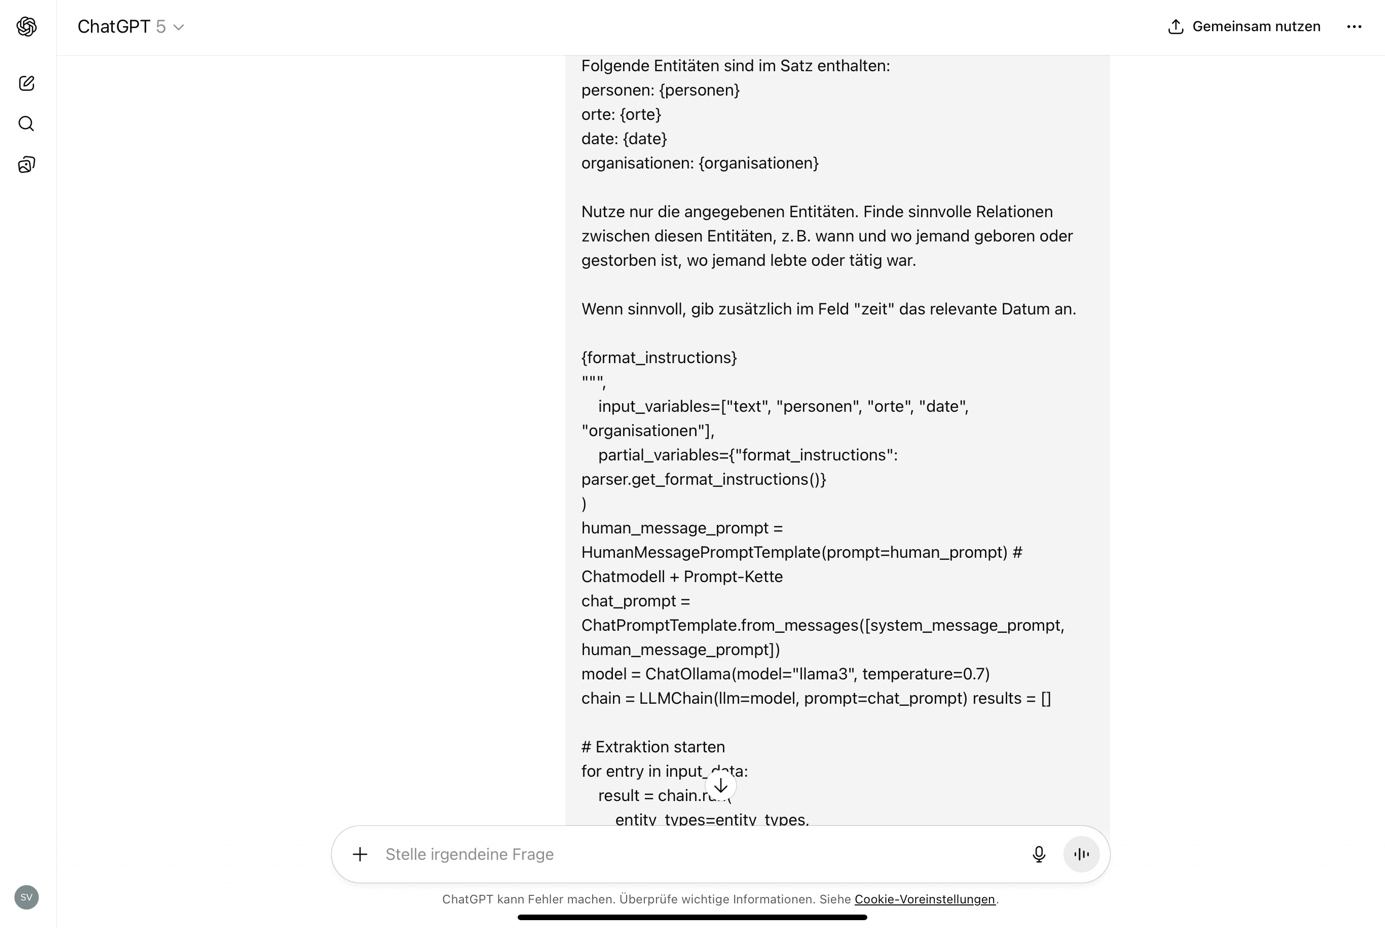 ChatGPT 5
Gemeinsam nutzen
Folgende Entitäten sind im Satz enthalten:
personen: {personen}
orte: {orte}
date: {date}
organisationen: {organisationen}
Nutze nur die angegebenen Entitäten. Finde sinnvolle Relationen
zwischen diesen Entitäten, z. B. wann und wo jemand geboren oder
gestorben ist, wo jemand lebte oder tätig war.
Wenn sinnvoll, gib zusätzlich im Feld "zeit" das relevante Datum an.
{format_instructions}
""",
input_variables=["text", "personen", "orte", "date",
"organisationen"],
partial_variables={"format_instructions":
parser.get_format_instructions()}
)
human_message_prompt =
HumanMessagePromptTemplate(prompt=human_prompt) #
Chatmodell + Prompt-Kette
chat_prompt =
ChatPromptTemplate.from_messages([system_message_prompt,
human_message_prompt])
model = ChatOllama(model="llama3", temperature=0.7)
chain = LLMChain(llm=model, prompt=chat_prompt) results = []
# Extraktion starten
for entry in input_data:
result = chain.run(
entity_types=entity_types,
Stelle irgendeine Frage
SV
ChatGPT kann Fehler machen. Überprüfe wichtige Informationen. Siehe Cookie-Voreinstellungen.